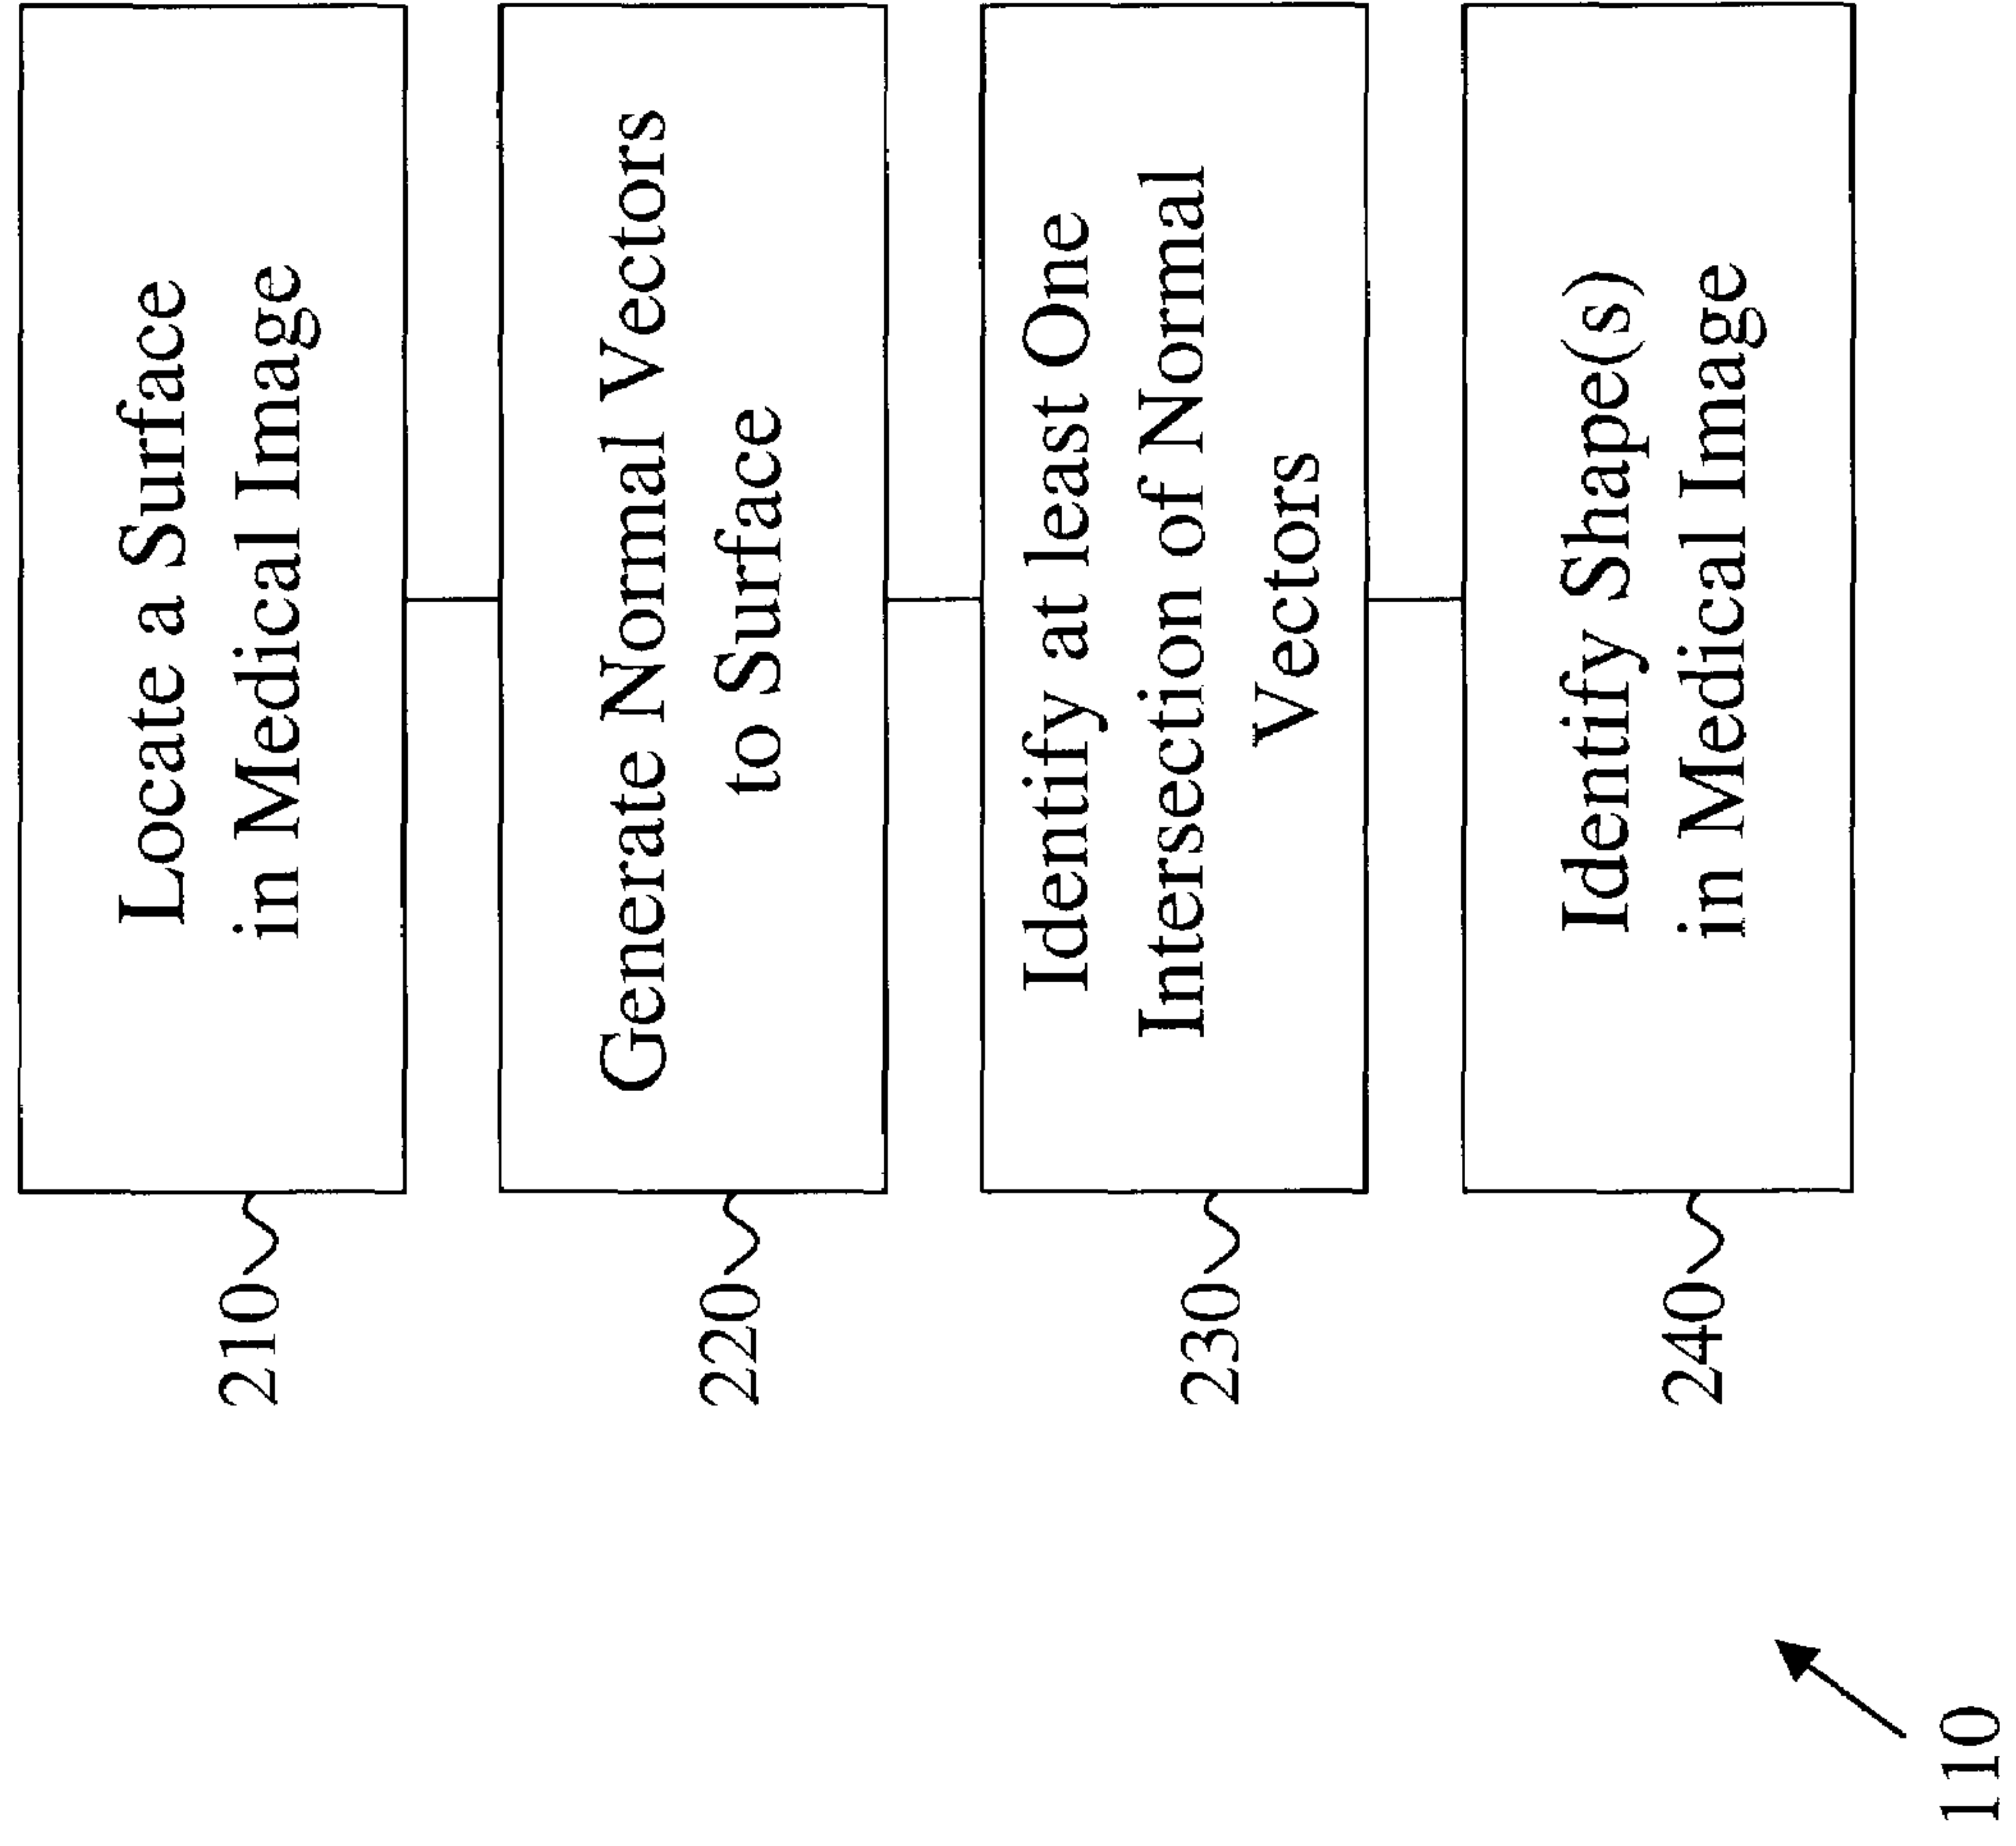 210
Locate a Surface
in Medical Image
220
Generate Normal Vectors
to Surface
230
Identify at least One
Intersection of Normal
Vectors
240
Identify Shape(s)
in Medical Image
110